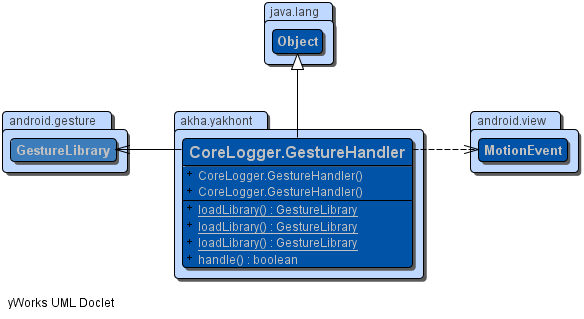 java.lang
Object
android.gesture
GestureLibrary
akha.yakhont
CoreLogger.GestureHandler
+ CoreLogger.GestureHandler()
+ CoreLogger.GestureHandler()
+ loadLibrary() : GestureLibrary
+ loadLibrary() : GestureLibrary
+ loadLibrary() : GestureLibrary
+ handle() : boolean
android.view
MotionEvent
yWorks UML Doclet